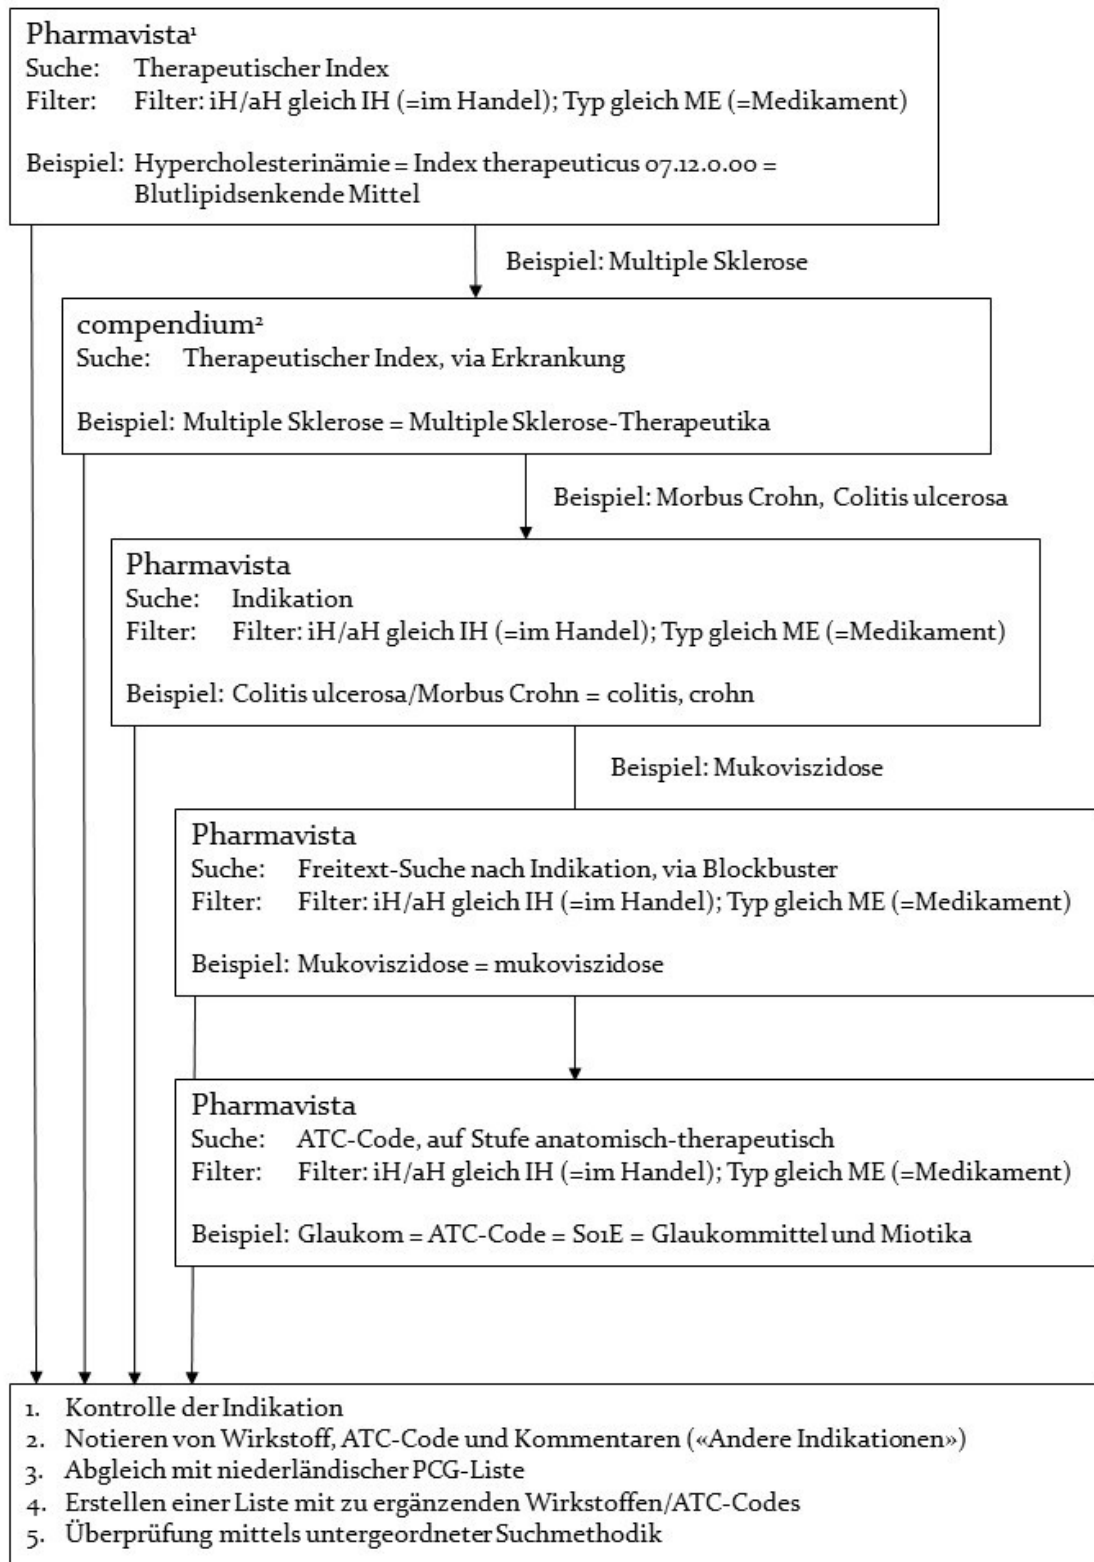 Pharmavista¹
Suche: Therapeutischer Index
Filter: Filter: iH/aH gleich IH (=im Handel); Typ gleich ME (=Medikament)
Beispiel: Hypercholesterinämie = Index therapeuticus 07.12.0.00 =
Blutlipidsenkende Mittel
Beispiel: Multiple Sklerose
compendium²
Suche: Therapeutischer Index, via Erkrankung
Beispiel: Multiple Sklerose = Multiple Sklerose-Therapeutika
Beispiel: Morbus Crohn, Colitis ulcerosa
Pharmavista
Suche: Indikation
Filter: Filter: iH/aH gleich IH (=im Handel); Typ gleich ME (=Medikament)
Beispiel: Colitis ulcerosa/Morbus Crohn = colitis, crohn
Beispiel: Mukoviszidose
Pharmavista
Suche: Freitext-Suche nach Indikation, via Blockbuster
Filter: Filter: iH/aH gleich IH (=im Handel); Typ gleich ME (=Medikament)
Beispiel: Mukoviszidose = mukoviszidose
Pharmavista
Suche: ATC-Code, auf Stufe anatomisch-therapeutisch
Filter: Filter: iH/aH gleich IH (=im Handel); Typ gleich ME (=Medikament)
Beispiel: Glaukom = ATC-Code = S01E = Glaukommittel und Miotika
1. Kontrolle der Indikation
2. Notieren von Wirkstoff, ATC-Code und Kommentaren («Andere Indikationen»)
3. Abgleich mit niederländischer PCG-Liste
4. Erstellen einer Liste mit zu ergänzenden Wirkstoffen/ATC-Codes
5. Überprüfung mittels untergeordneter Suchmethodik